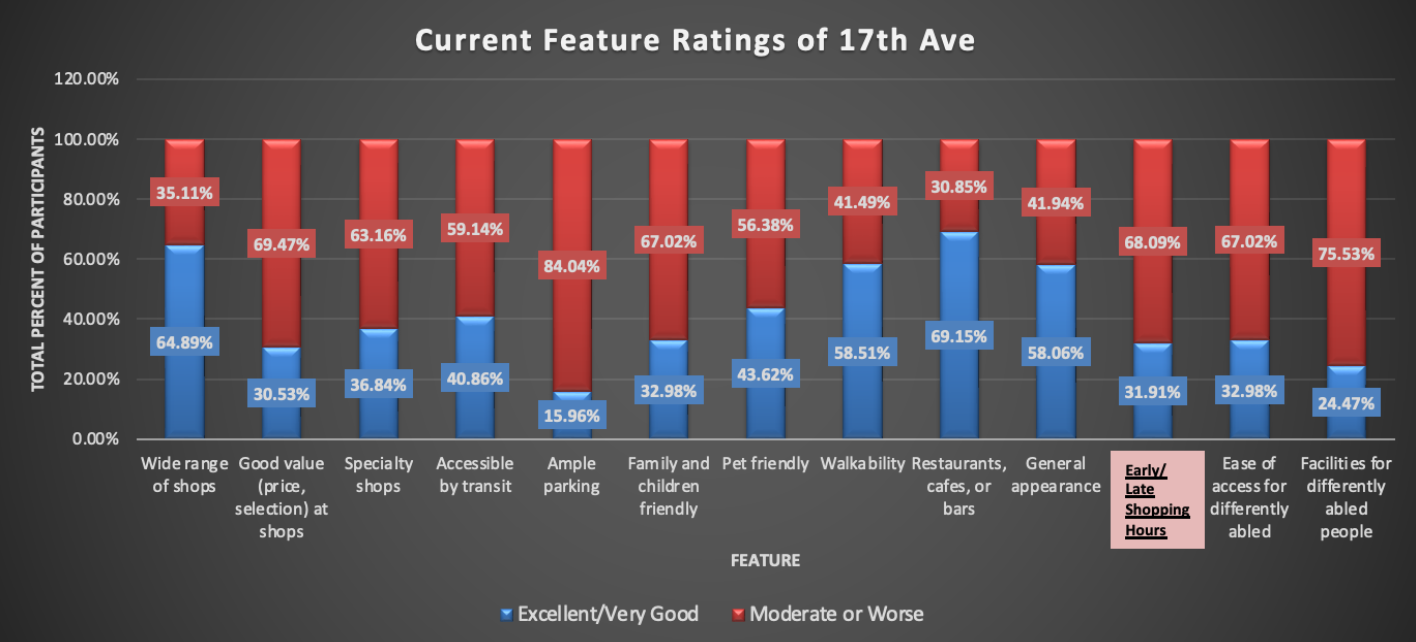 Current Feature Ratings of 17th Ave
TOTAL PERCENT OF PARTICIPANTS
120.00%
100.00%
80.00%
60.00%
40.00%
20.00%
0.00%
35.11%
69.47%
63.16%
59.14%
84.04%
67.02%
56.38%
41.49%
30.85%
41.94%
68.09%
67.02%
75.53%
64.89%
30.53%
36.84%
40.86%
15.96%
32.98%
43.62%
58.51%
69.15%
58.06%
31.91%
32.98%
24.47%
Wide range
of shops
Good value
(price,
selection) at
shops
Specialty
shops
Accessible
by transit
Ample
parking
Family and
children
friendly
Pet friendly
Walkability
Restaurants,
cafes, or
bars
General
appearance
Early/
Late
Shopping
Hours
Ease of
access for
differently
abled
Facilities for
differently
abled
people
FEATURE
Excellent/Very Good
Moderate or Worse